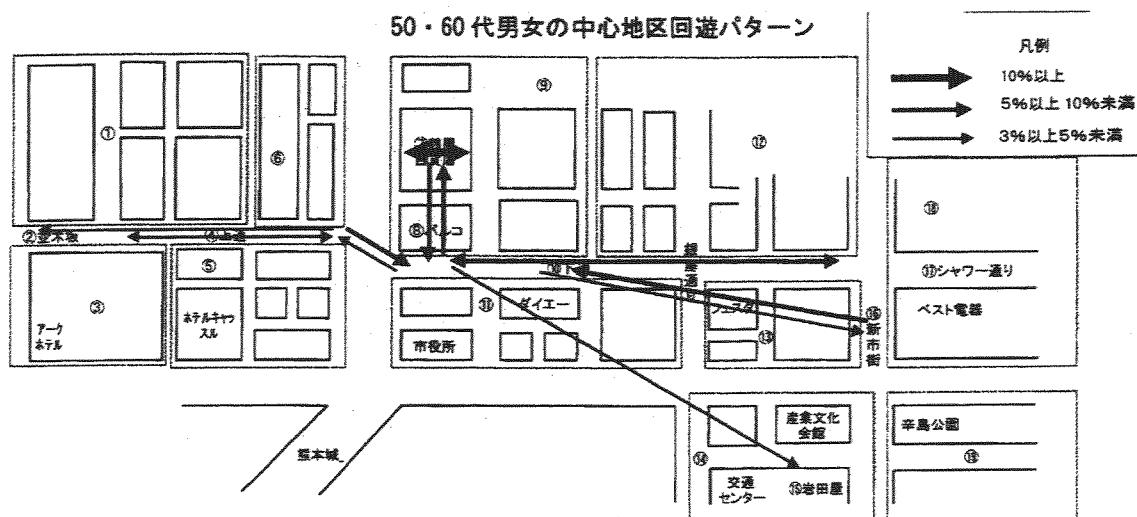 50・60代男女の中心地区回遊パターン
凡例
10%以上
5%以上10%未満
3%以上5%未満
①
⑥
⑨
⑫
⑱
②並木坂
④上通
⑧パルコ
⑰シャワー通り
⑤
③
アーク
ホテル
ホテルキャッ
スル
⑪
ダイエー
市役所
フェスタ
⑬
⑯
新市街
ベスト電器
熊本城
産業文化
会館
辛島公園
⑭
⑲
交通
センター
⑮岩田屋